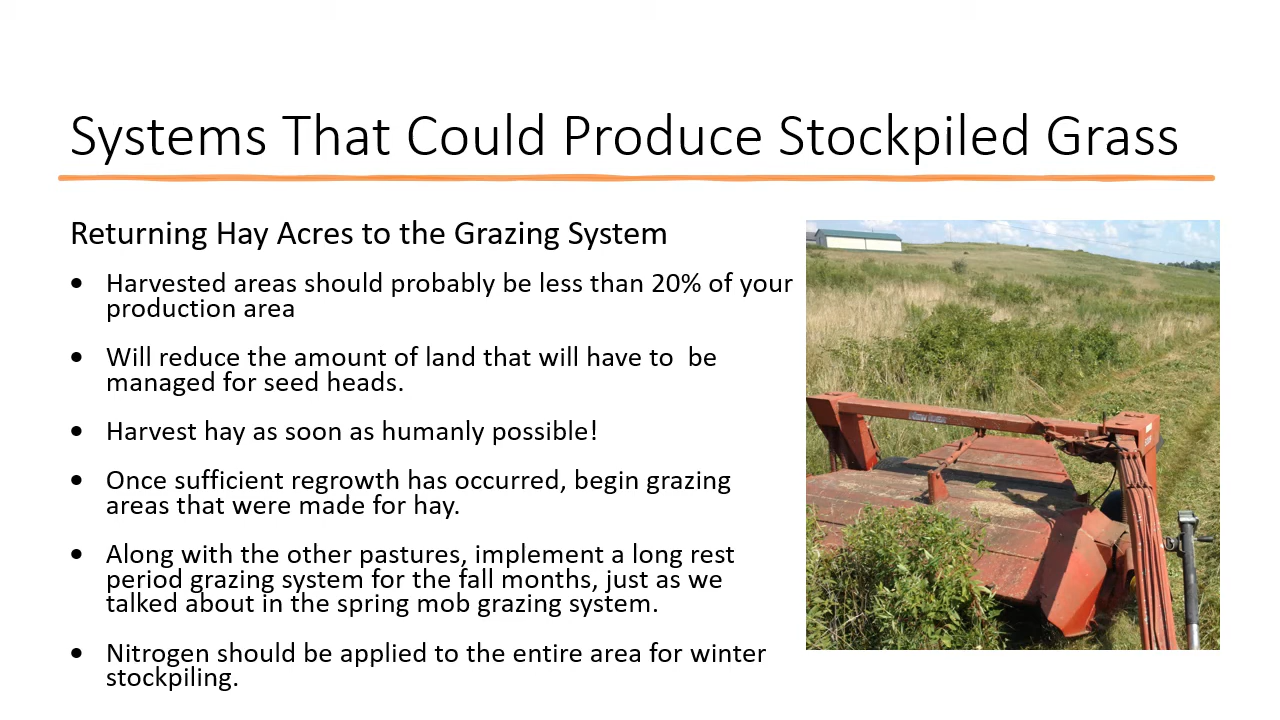 Systems That Could Produce Stockpiled Grass
Returning Hay Acres to the Grazing System
• Harvested areas should probably be less than 20% of your
production area
• Will reduce the amount of land that will have to  be
managed for seed heads.
• Harvest hay as soon as humanly possible!
• Once sufficient regrowth has occurred, begin grazing
areas that were made for hay.
• Along with the other pastures, implement a long rest
period grazing system for the fall months, just as we
talked about in the spring mob grazing system.
• Nitrogen should be applied to the entire area for winter
stockpiling.